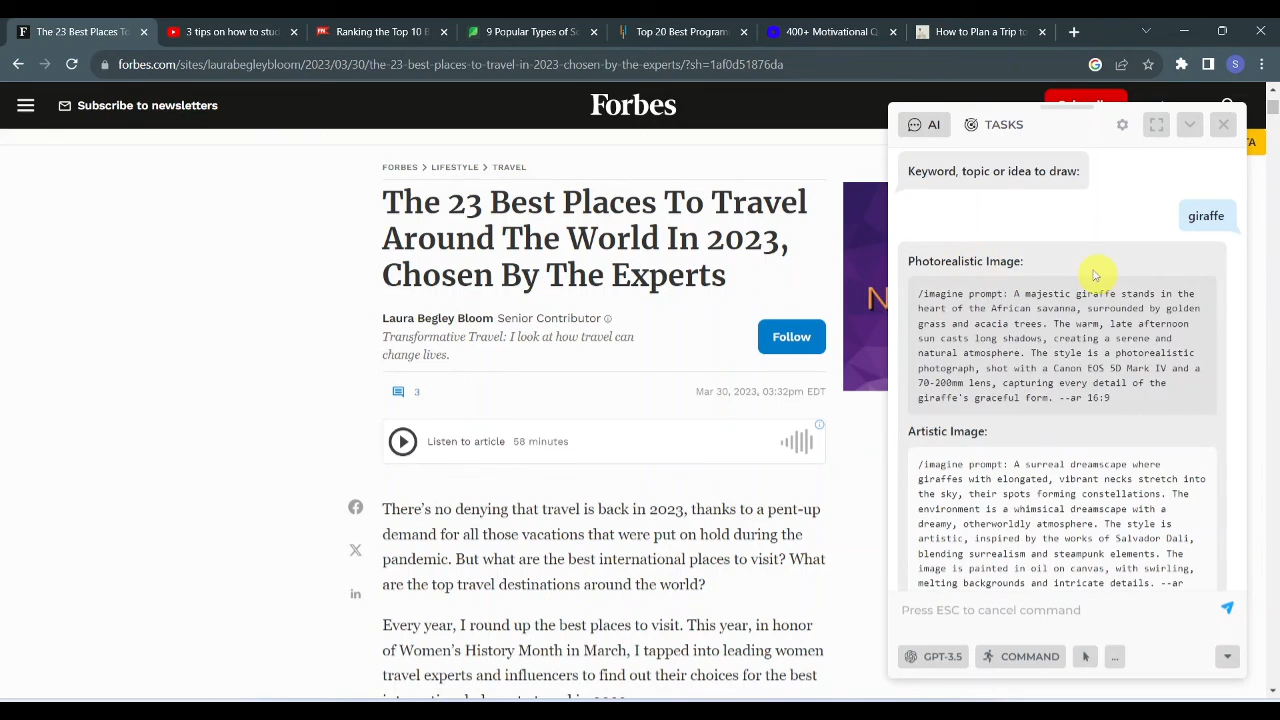 The 23 Best Places To
3 tips on how to stud
Ranking the Top 10 B
9 Popular Types of S
Top 20 Best Program
400+ Motivational Q
How to Plan a Trip to
forbes.com/sites/laurabegleybloom/2023/03/30/the-23-best-places-to-travel-in-2023-chosen-by-the-experts/?sh=1af0d51876da
S
Subscribe to newsletters
Forbes
FORBES > LIFESTYLE > TRAVEL
The 23 Best Places To Travel
Around The World In 2023,
Chosen By The Experts
Laura Begley Bloom Senior Contributor
Transformative Travel: I look at how travel can
change lives.
Follow
3
Mar 30, 2023, 03:32pm EDT
Listen to article 58 minutes
There's no denying that travel is back in 2023, thanks to a pent-up
demand for all those vacations that were put on hold during the
pandemic. But what are the best international places to visit? What
are the top travel destinations around the world?
Every year, I round up the best places to visit. This year, in honor
of Women's History Month in March, I tapped into leading women
travel experts and influencers to find out their choices for the best
N
AI
TASKS
Keyword, topic or idea to draw:
giraffe
Photorealistic Image:
/imagine prompt: A majestic giraffe stands in the
heart of the African savanna, surrounded by golden
grass and acacia trees. The warm, late afternoon
sun casts long shadows, creating a serene and
natural atmosphere. The style is a photorealistic
photograph, shot with a Canon EOS 5D Mark IV and a
70-200mm lens, capturing every detail of the
giraffe's graceful form. --ar 16:9
Artistic Image:
/imagine prompt: A surreal dreamscape where
giraffes with elongated, vibrant necks stretch into
the sky, their spots forming constellations. The
environment is a whimsical dreamscape with a
dreamy, otherworldly atmosphere. The style is
artistic, inspired by the works of Salvador Dali,
blending surrealism and steampunk elements. The
image is painted in oil on canvas, with swirling,
melting backgrounds and intricate details. --ar
Press ESC to cancel command
GPT-3.5
COMMAND
...